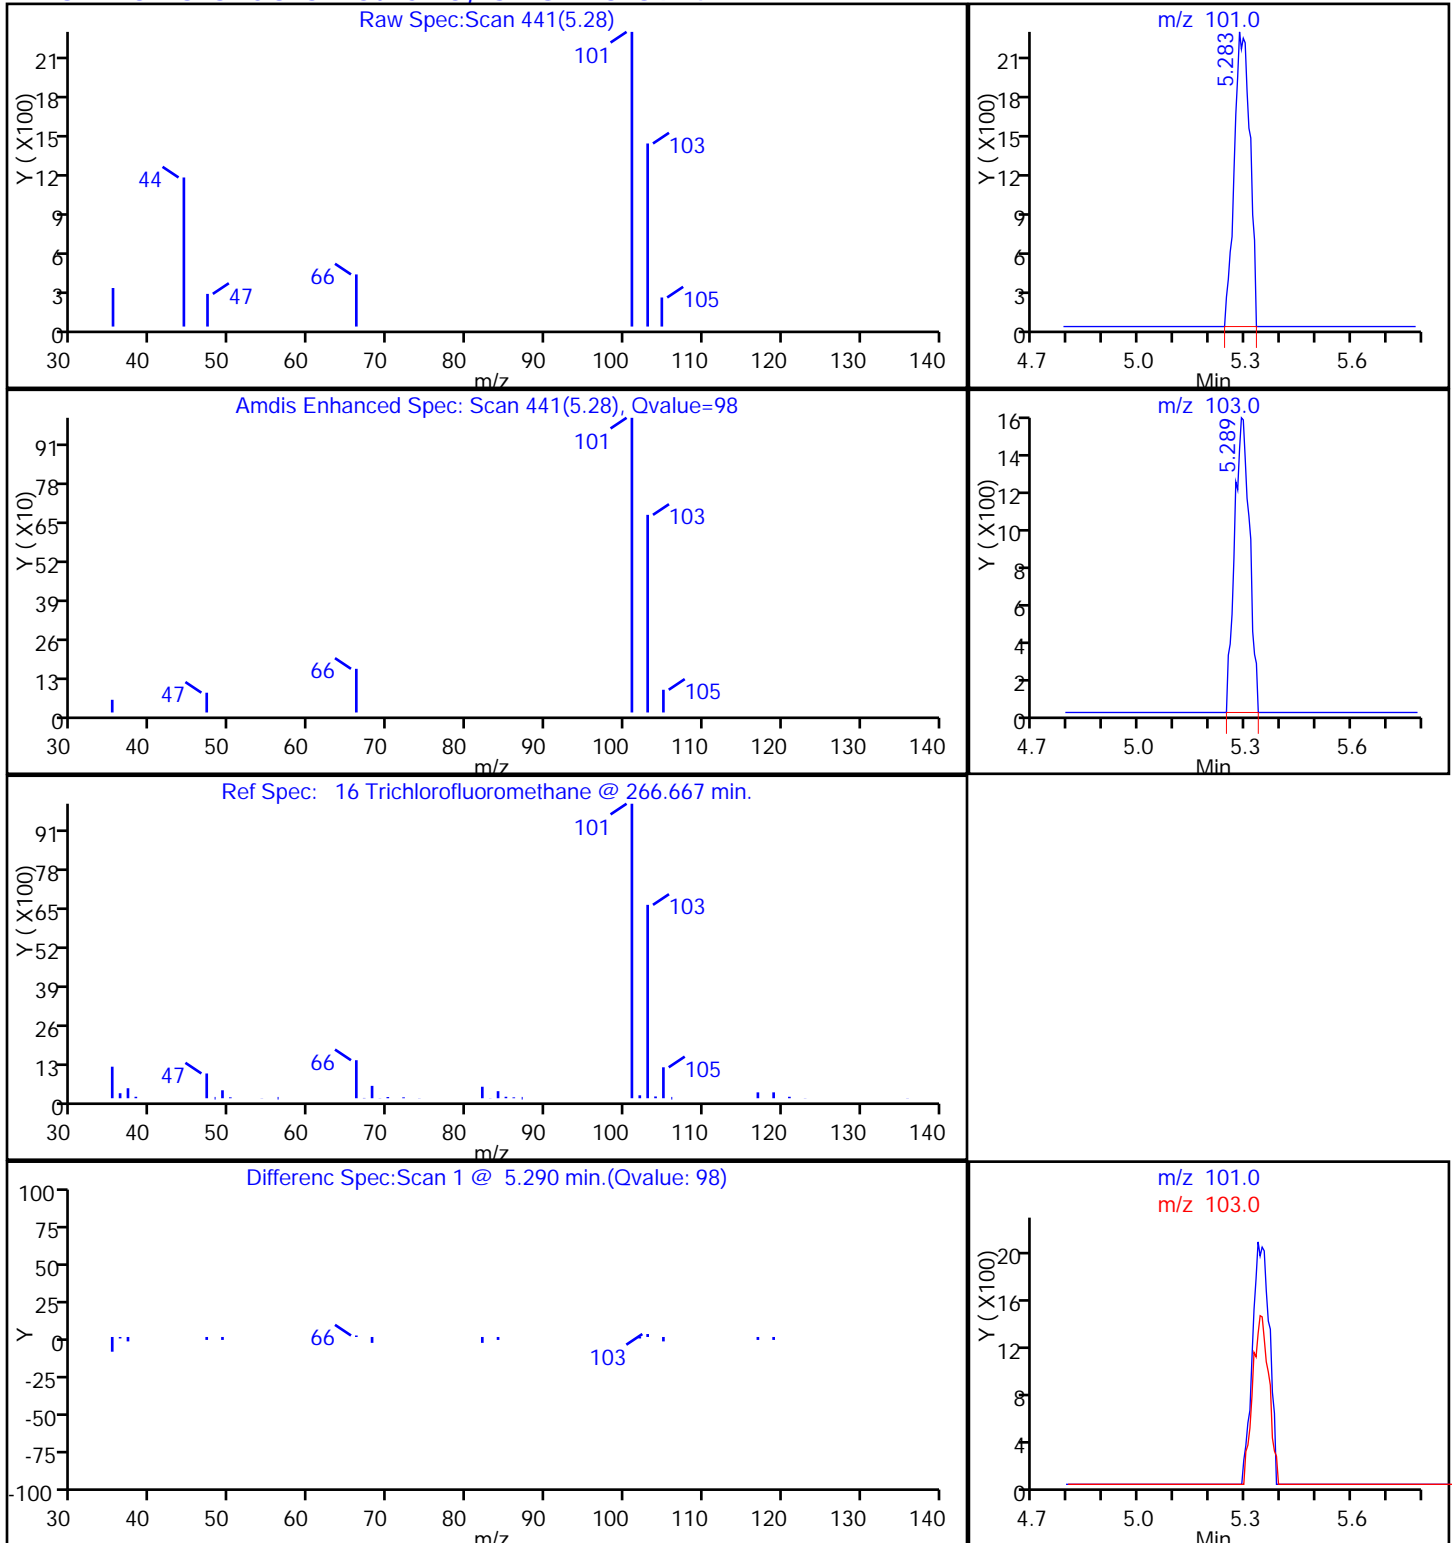 Raw Spec:Scan 441(5.28)
Y ( X100)
21
18
15
12
9
6
3
0
101
103
44
66
47
105
30 40 50 60 70 80 90 100 110 120 130 140
m/z
m/z 101.0
Y ( X100)
21
18
15
12
9
6
3
0
5.283
4.7 5.0 5.3 5.6
Min
Amdis Enhanced Spec: Scan 441(5.28), Qvalue=98
Y ( X10)
91
78
65
52
39
26
13
0
101
103
66
47
105
30 40 50 60 70 80 90 100 110 120 130 140
m/z
m/z 103.0
Y ( X100)
16
14
12
10
8
6
4
2
0
5.289
4.7 5.0 5.3 5.6
Min
Ref Spec: 16 Trichlorofluoromethane @ 266.667 min.
Y ( X100)
91
78
65
52
39
26
13
0
101
103
66
47
105
30 40 50 60 70 80 90 100 110 120 130 140
m/z
Differenc Spec:Scan 1 @ 5.290 min.(Qvalue: 98)
Y
100
75
50
25
0
-25
-50
-75
-100
66
103
30 40 50 60 70 80 90 100 110 120 130 140
m/z
m/z 101.0
m/z 103.0
Y ( X100)
20
16
12
8
4
0
4.7 5.0 5.3 5.6
Min